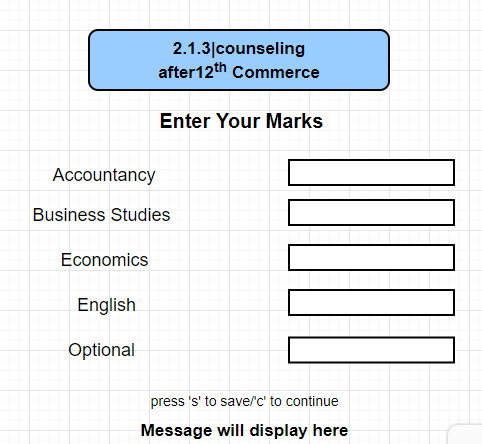 2.1.3|counseling
after12th Commerce
Enter Your Marks
Accountancy
Business Studies
Economics
English
Optional
press 's' to save/'c' to continue
Message will display here